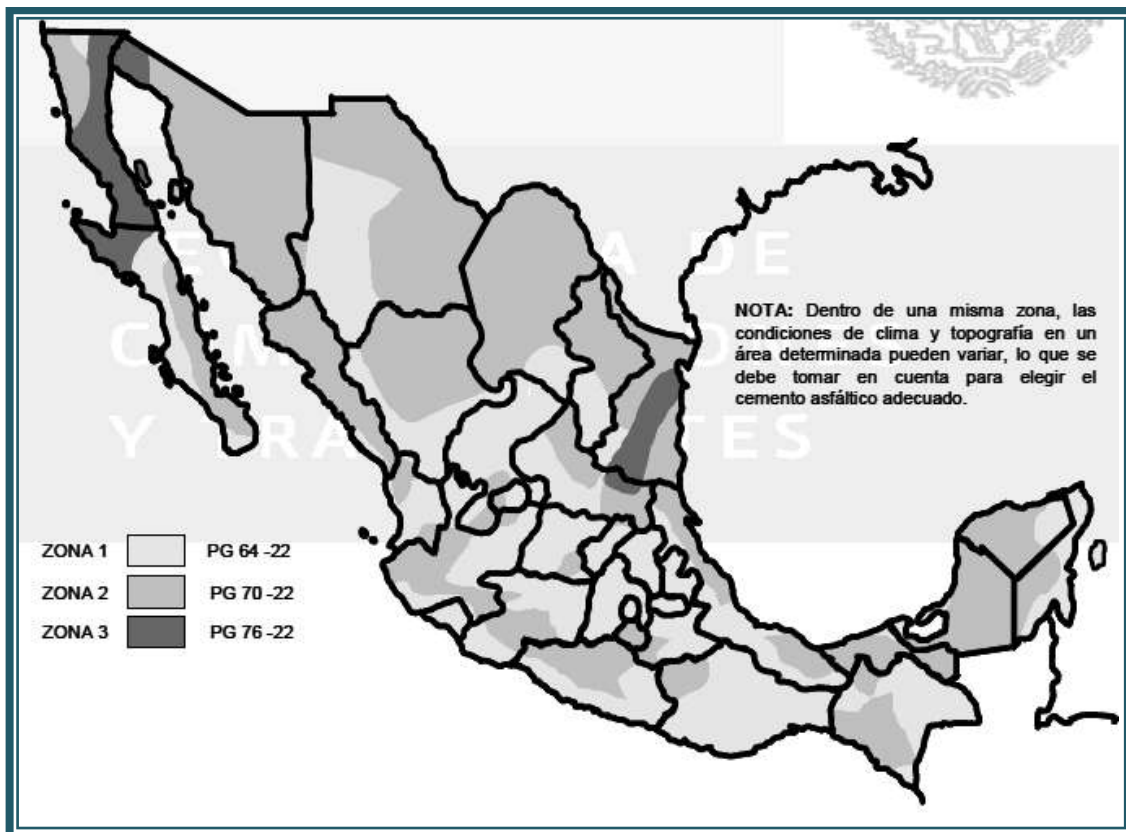 NOTA: Dentro de una misma zona, las
condiciones de clima y topografía en un
área determinada pueden variar, lo que se
debe tomar en cuenta para elegir el
cemento asfáltico adecuado.
ZONA 1 PG 64 -22
ZONA 2 PG 70 -22
ZONA 3 PG 76 -22